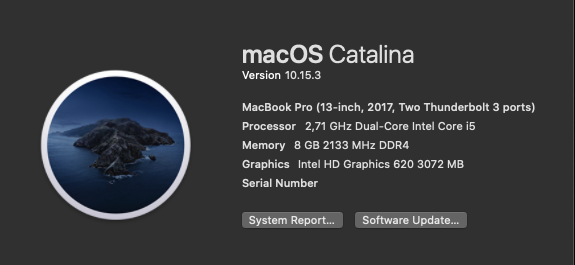 macOS Catalina
Version 10.15.3
MacBook Pro (13-inch, 2017, Two Thunderbolt 3 ports)
Processor 2,71 GHz Dual-Core Intel Core i5
Memory 8 GB 2133 MHz DDR4
Graphics Intel HD Graphics 620 3072 MB
Serial Number
System Report...
Software Update...